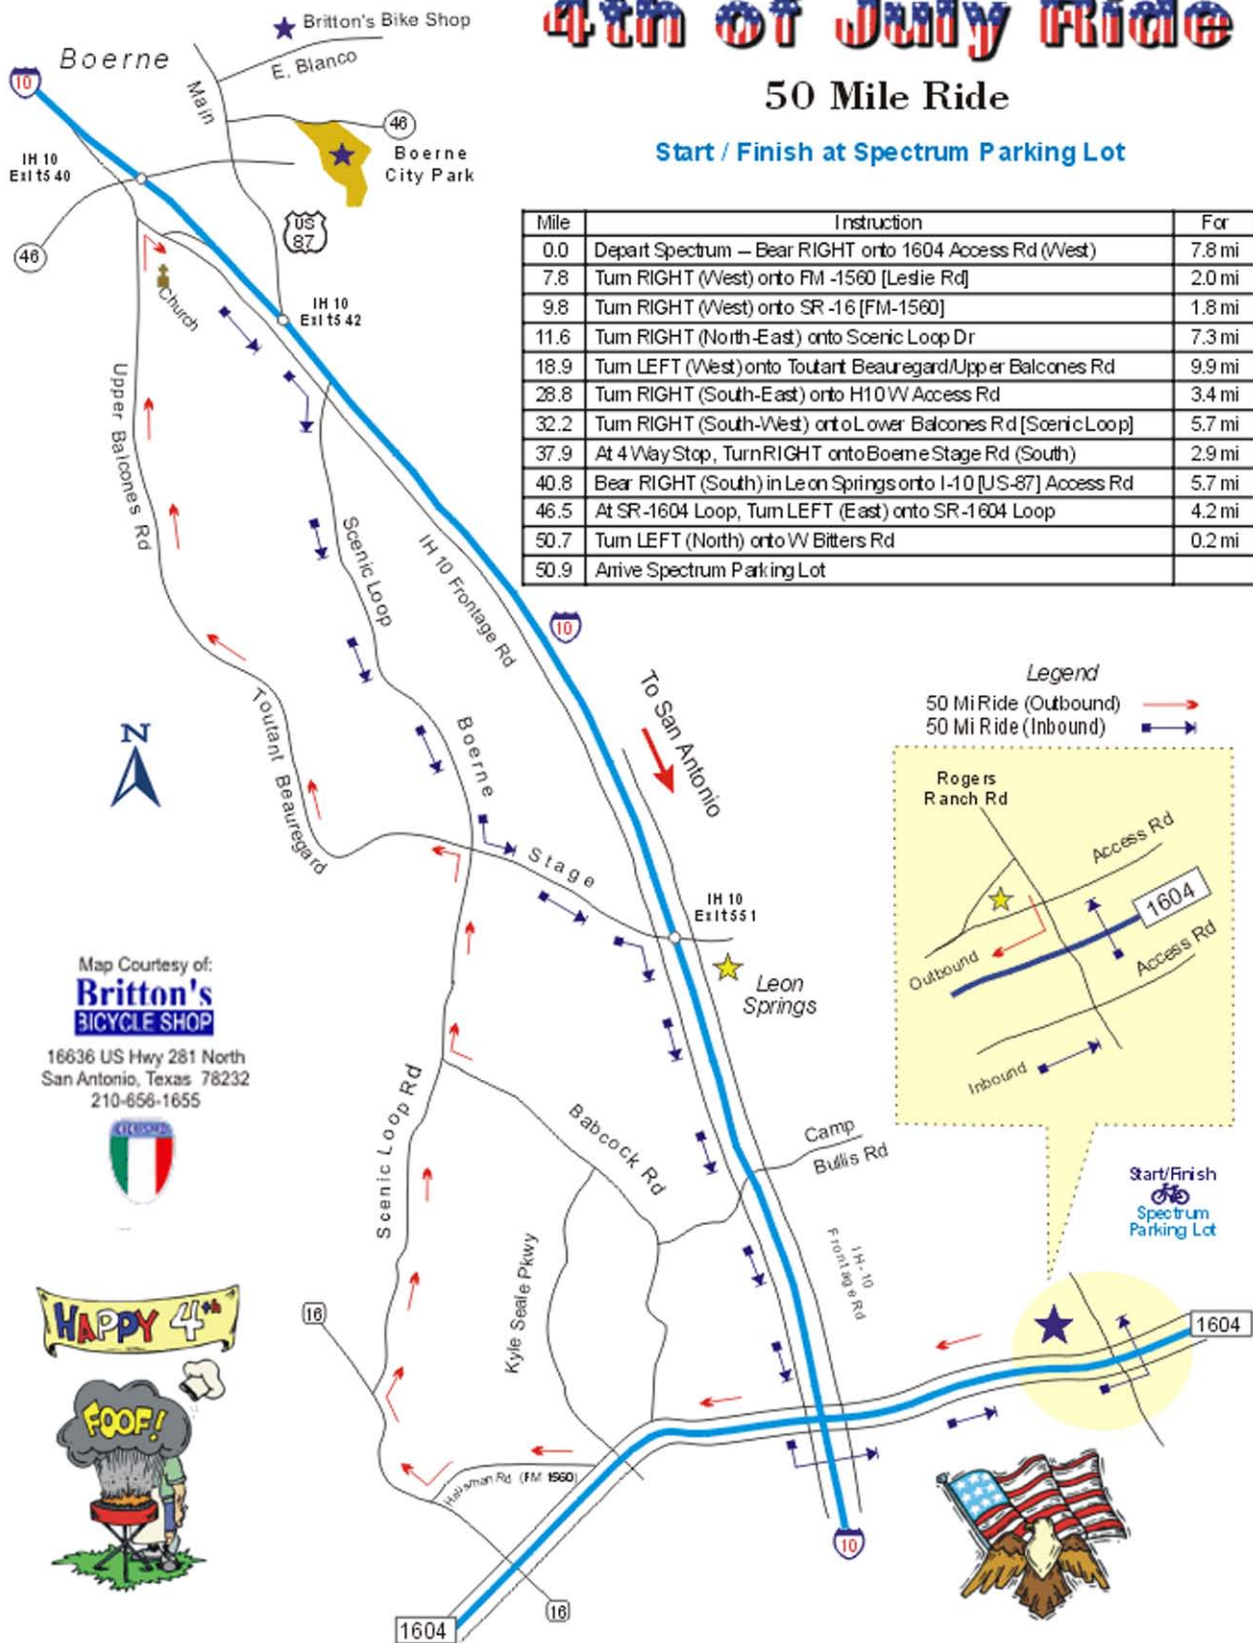 4th of July Ride
50 Mile Ride
Start / Finish at Spectrum Parking Lot
Mile Instruction For
0.0 Depart Spectrum – Bear RIGHT onto 1604 Access Rd (West) 7.8 mi
7.8 Turn RIGHT (West) onto FM -1560 [Leslie Rd] 2.0 mi
9.8 Turn RIGHT (West) onto SR -16 [FM-1560] 1.8 mi
11.6 Turn RIGHT (North-East) onto Scenic Loop Dr 7.3 mi
18.9 Turn LEFT (West) onto Toutant Beauregard/Upper Balcones Rd 9.9 mi
28.8 Turn RIGHT (South-East) onto H10 W Access Rd 3.4 mi
32.2 Turn RIGHT (South-West) onto Lower Balcones Rd [Scenic Loop] 5.7 mi
37.9 At 4 Way Stop, Turn RIGHT onto Boerne Stage Rd (South) 2.9 mi
40.8 Bear RIGHT (South) in Leon Springs onto I-10 [US-87] Access Rd 5.7 mi
46.5 At SR-1604 Loop, Turn LEFT (East) onto SR-1604 Loop 4.2 mi
50.7 Turn LEFT (North) onto W Bitters Rd 0.2 mi
50.9 Arrive Spectrum Parking Lot
Britton's Bike Shop
Boerne
E. Blanco
10
Main
46
Boerne
City Park
IH 10
Exit 540
US
87
46
Church
IH 10
Exit 542
Upper Balcones Rd
Scenic Loop
IH 10 Frontage Rd
10
To San Antonio
Legend
50 Mi Ride (Outbound)
50 Mi Ride (Inbound)
N
Toutant Beauregard
Boerne
Stage
Rogers
Ranch Rd
Access Rd
1604
Access Rd
Outbound
Inbound
IH 10
Exit 551
Leon
Springs
Map Courtesy of:
Britton's
BICYCLE SHOP
16636 US Hwy 281 North
San Antonio, Texas 78232
210-656-1655
Scenic Loop Rd
Babcock Rd
Camp
Bullis Rd
Start/Finish
Spectrum
Parking Lot
Kyle Seale Pkwy
IH-10
Frontage Rd
HAPPY 4th
16
1604
FOOF!
Hausman Rd (FM 1560)
10
16
1604